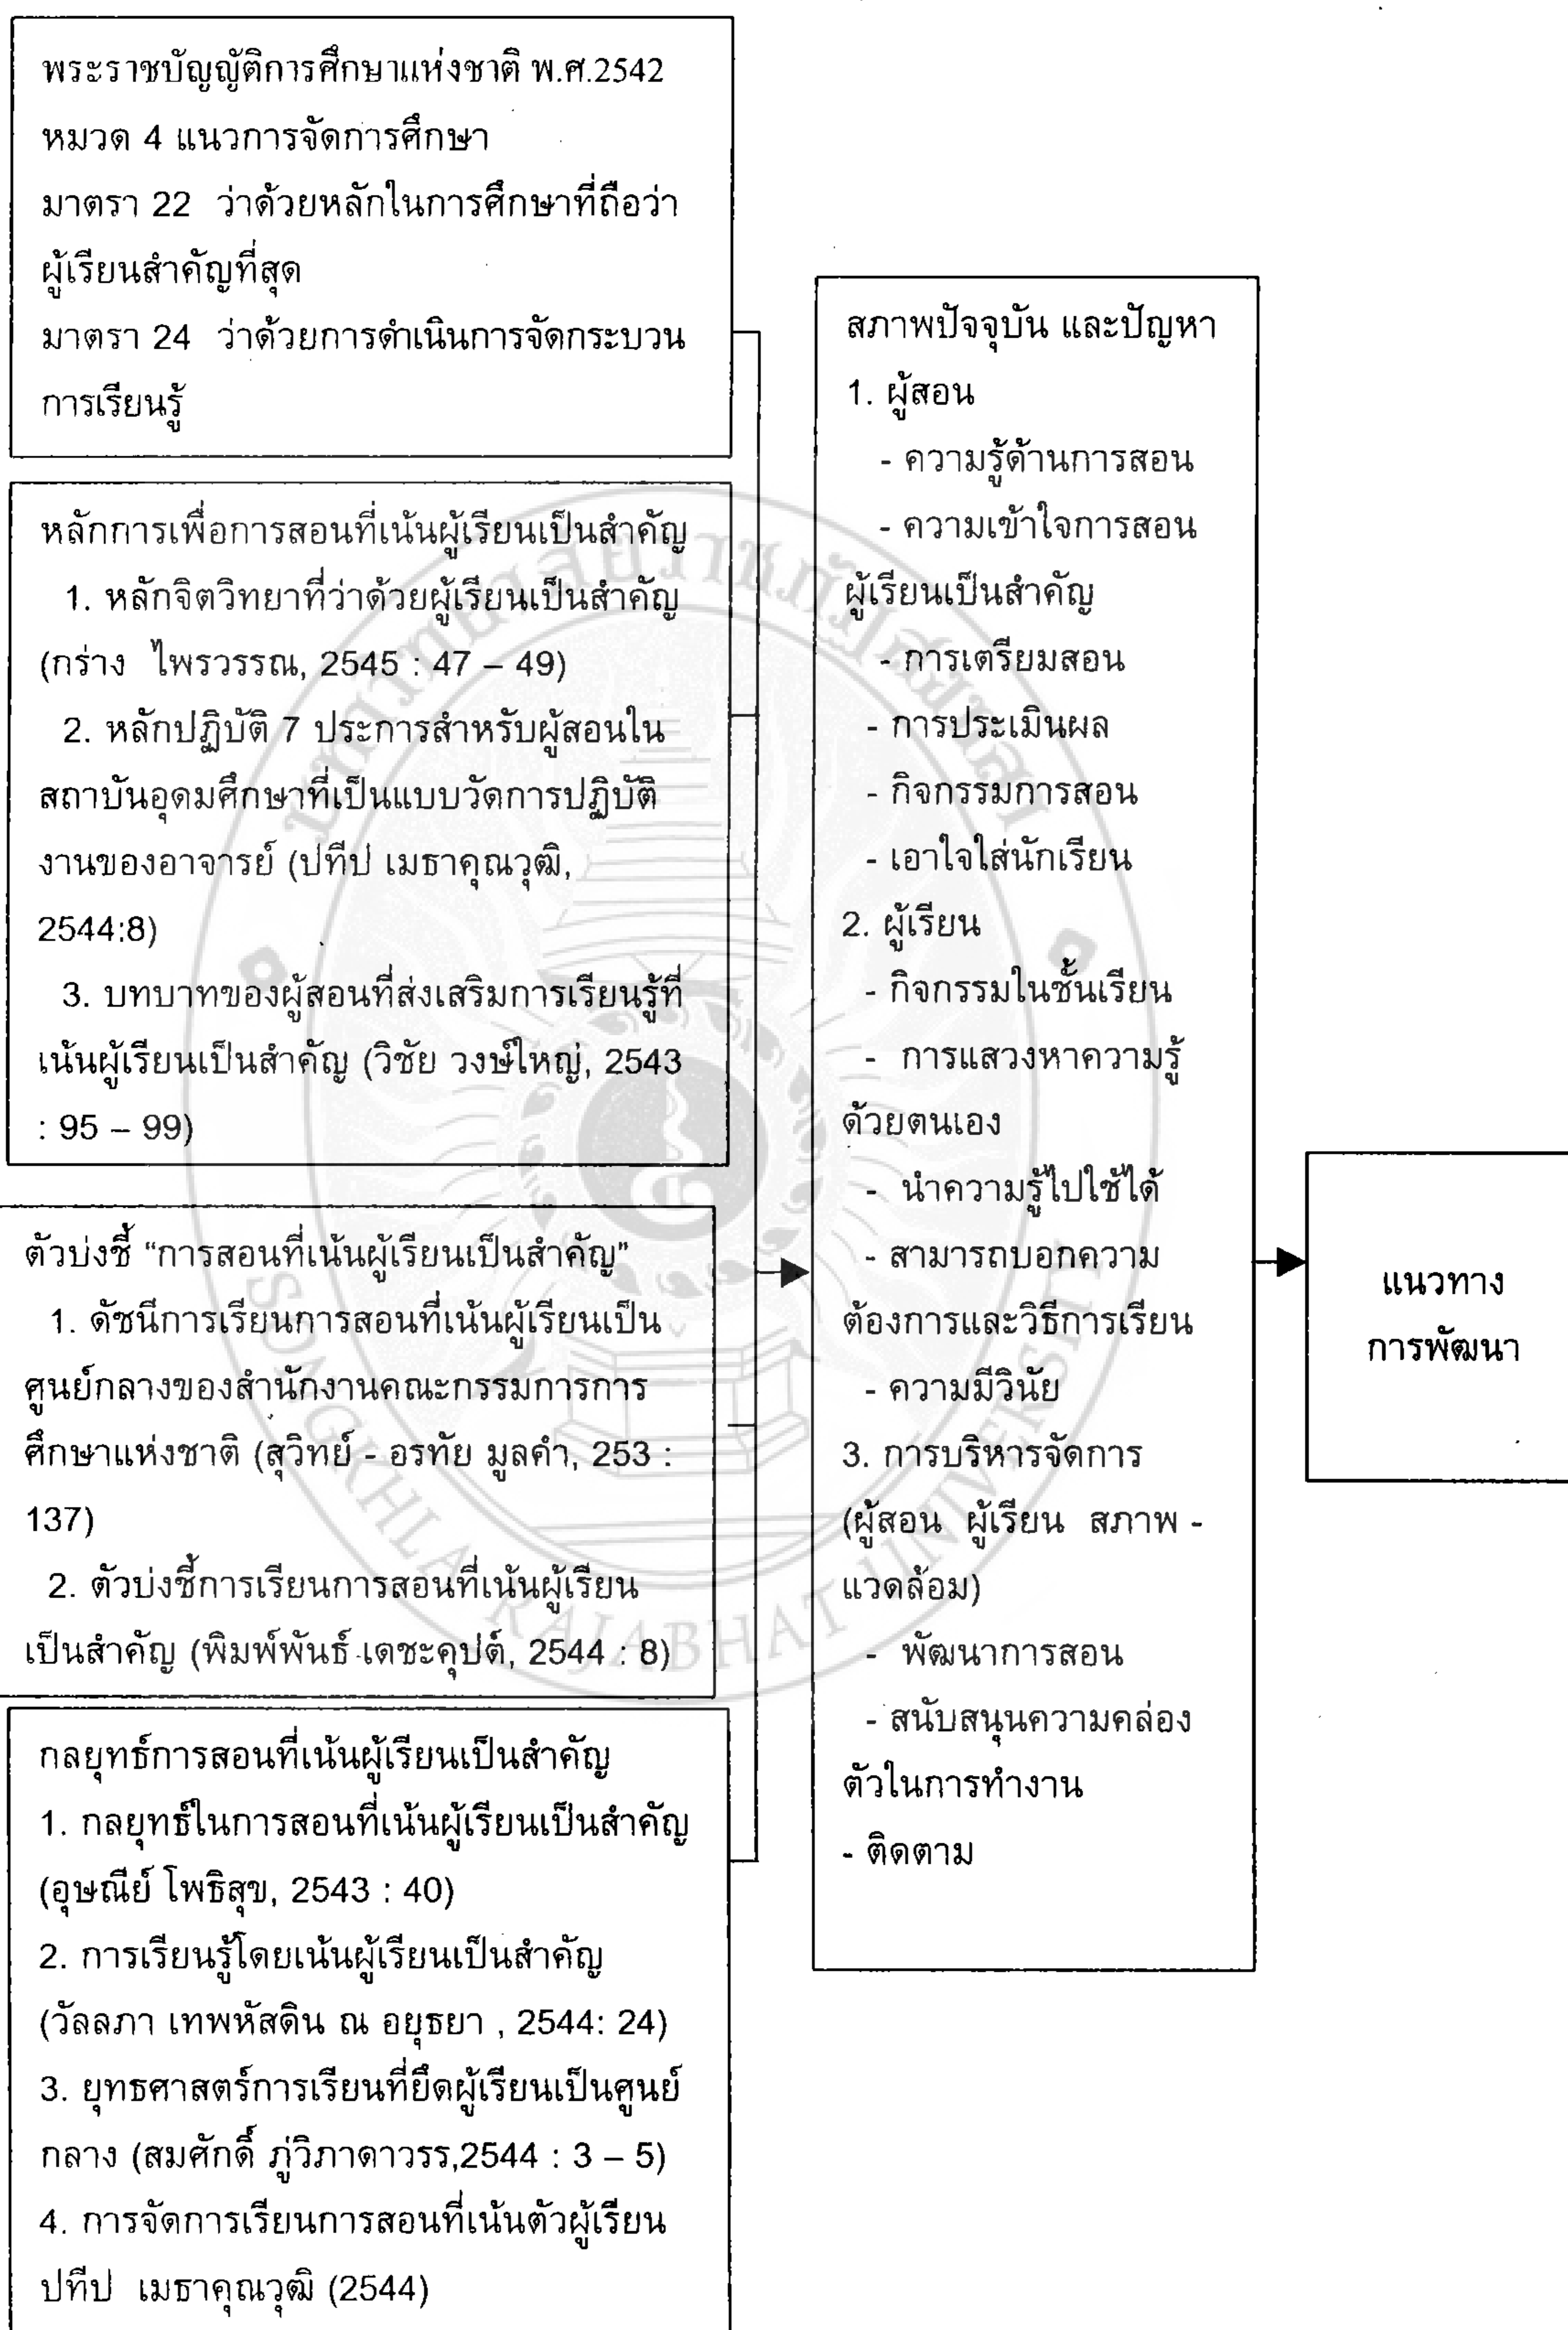 พระราชบัญญัติการศึกษาแห่งชาติ พ.ศ.2542
หมวด 4 แนวการจัดการศึกษา
มาตรา 22 ว่าด้วยหลักในการศึกษาที่ถือว่า
ผู้เรียนสำคัญที่สุด
มาตรา 24 ว่าด้วยการดำเนินการจัดกระบวน
การเรียนรู้
หลักการเพื่อการสอนที่เน้นผู้เรียนเป็นสำคัญ
1. หลักจิตวิทยาที่ว่าด้วยผู้เรียนเป็นสำคัญ
(กร่าง ไพรวรรณ, 2545 : 47 – 49)
2. หลักปฏิบัติ 7 ประการสำหรับผู้สอนใน
สถาบันอุดมศึกษาที่เป็นแบบวัดการปฏิบัติ
งานของอาจารย์ (ปทีป เมธาคุณวุฒิ,
2544:8)
3. บทบาทของผู้สอนที่ส่งเสริมการเรียนรู้ที่
เน้นผู้เรียนเป็นสำคัญ (วิชัย วงษ์ใหญ่, 2543
: 95 – 99)
ตัวบ่งชี้ “การสอนที่เน้นผู้เรียนเป็นสำคัญ”
1. ดัชนีการเรียนการสอนที่เน้นผู้เรียนเป็น
ศูนย์กลางของสำนักงานคณะกรรมการการ
ศึกษาแห่งชาติ (สุวิทย์ - อรทัย มูลคำ, 253 :
137)
2. ตัวบ่งชี้การเรียนการสอนที่เน้นผู้เรียน
เป็นสำคัญ (พิมพ์พันธ์ เดชะคุปต์, 2544 : 8)
กลยุทธ์การสอนที่เน้นผู้เรียนเป็นสำคัญ
1. กลยุทธ์ในการสอนที่เน้นผู้เรียนเป็นสำคัญ
(อุษณีย์ โพธิสุข, 2543 : 40)
2. การเรียนรู้โดยเน้นผู้เรียนเป็นสำคัญ
(วัลลภา เทพหัสดิน ณ อยุธยา , 2544: 24)
3. ยุทธศาสตร์การเรียนที่ยึดผู้เรียนเป็นศูนย์
กลาง (สมศักดิ์ ภู่วิภาดาวรร,2544 : 3 – 5)
4. การจัดการเรียนการสอนที่เน้นตัวผู้เรียน
ปทีป เมธาคุณวุฒิ (2544)
สภาพปัจจุบัน และปัญหา
1. ผู้สอน
- ความรู้ด้านการสอน
- ความเข้าใจการสอน
ผู้เรียนเป็นสำคัญ
- การเตรียมสอน
- การประเมินผล
- กิจกรรมการสอน
- เอาใจใส่นักเรียน
2. ผู้เรียน
- กิจกรรมในชั้นเรียน
- การแสวงหาความรู้
ด้วยตนเอง
- นำความรู้ไปใช้ได้
- สามารถบอกความ
ต้องการและวิธีการเรียน
- ความมีวินัย
3. การบริหารจัดการ
(ผู้สอน ผู้เรียน สภาพ -
แวดล้อม)
- พัฒนาการสอน
- สนับสนุนความคล่อง
ตัวในการทำงาน
- ติดตาม
แนวทาง
การพัฒนา
มหาวิทยาลัยราชภัฏสงขลา
SONGKHLA RAJABHAT UNIVERSITY